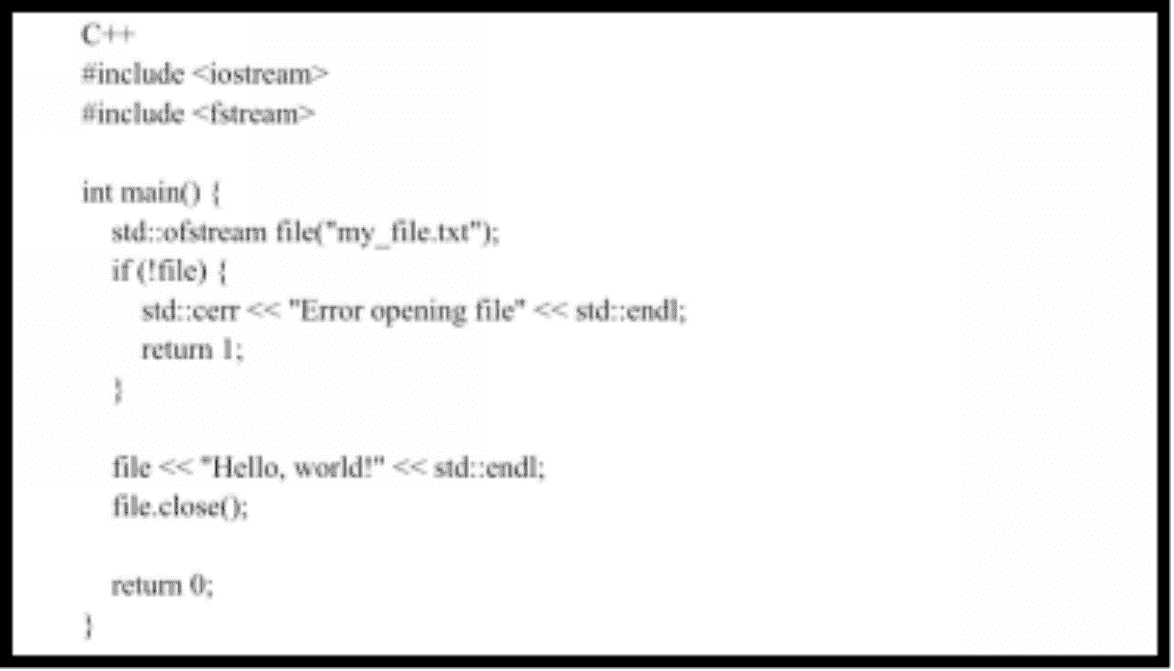 C++
#include <iostream>
#include <fstream>
int main() {
std::ofstream file("my_file.txt");
if (!file) {
std::cerr << "Error opening file" << std::endl;
return 1;
}
file << "Hello, world!" << std::endl;
file.close();
return 0;
}